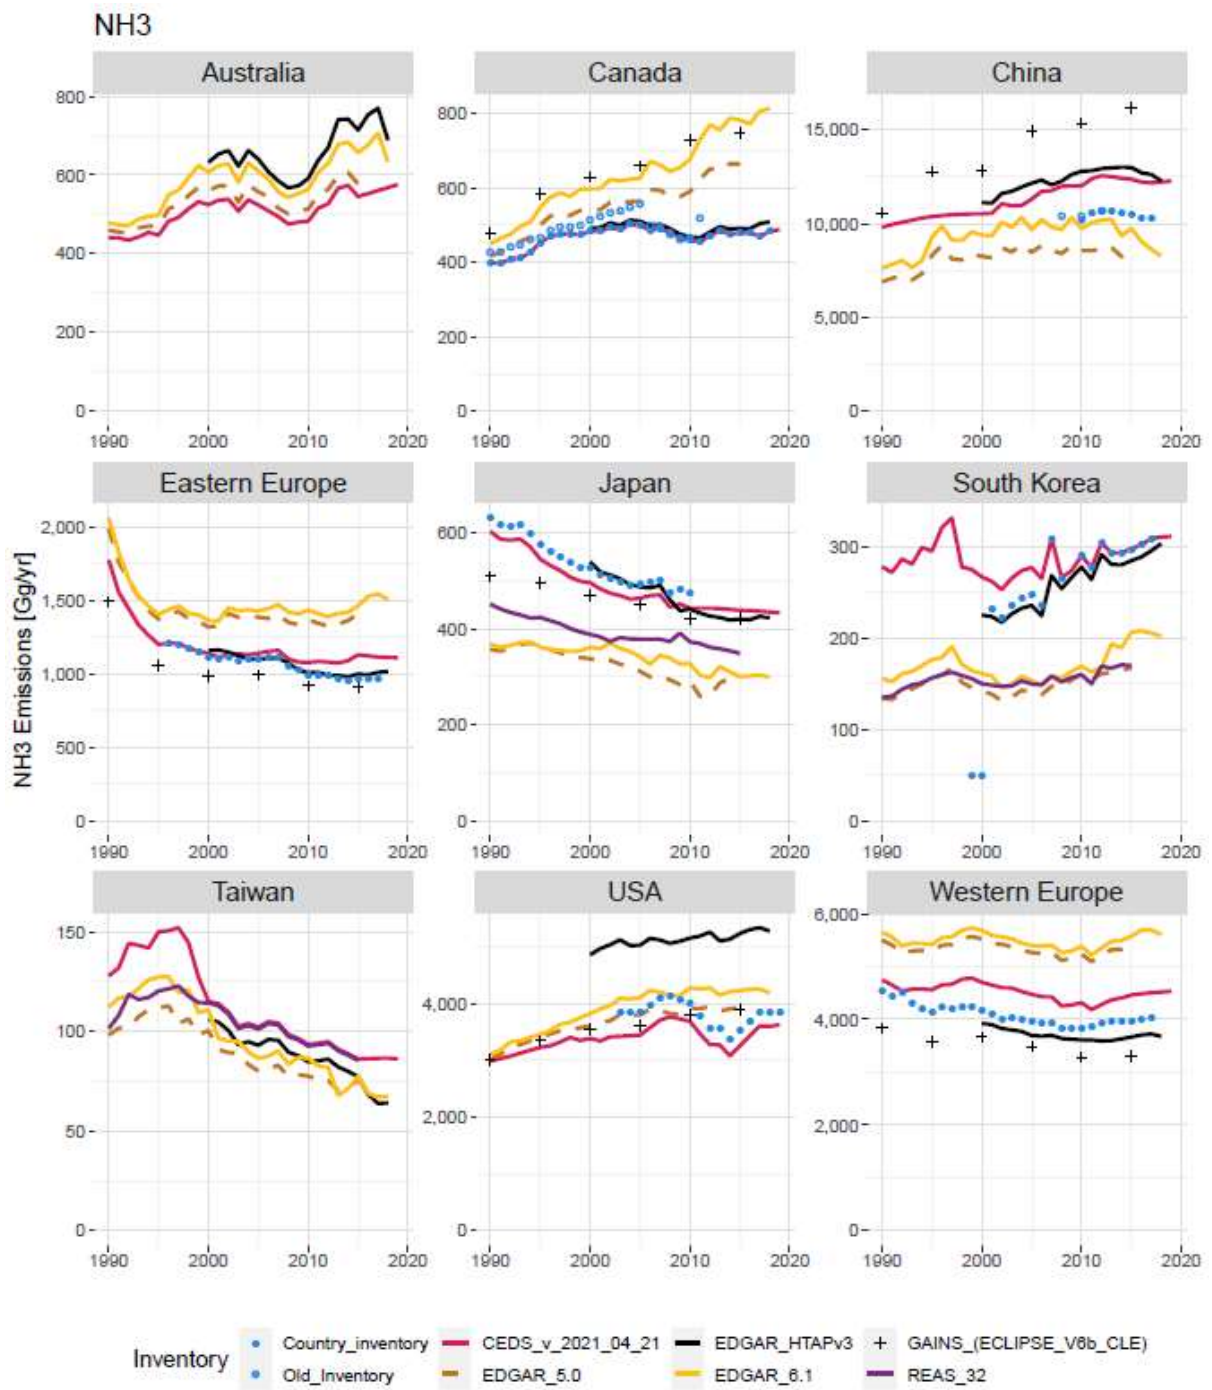 NH3
Australia Canada China
800
600
400
200
0
1990 2000 2010 2020
800
600
400
200
0
1990 2000 2010 2020
15,000
10,000
5,000
0
1990 2000 2010 2020
Eastern Europe Japan South Korea
NH3 Emissions [Gg/yr]
2,000
1,500
1,000
500
0
1990 2000 2010 2020
600
400
200
0
1990 2000 2010 2020
300
200
100
0
1990 2000 2010 2020
Taiwan USA Western Europe
150
100
50
0
1990 2000 2010 2020
4,000
2,000
0
1990 2000 2010 2020
6,000
4,000
2,000
0
1990 2000 2010 2020
Inventory
Country_inventory CEDS_v_2021_04_21 EDGAR_HTAPv3 GAINS_(ECLIPSE_V6b_CLE)
Old_Inventory EDGAR_5.0 EDGAR_6.1 REAS_32